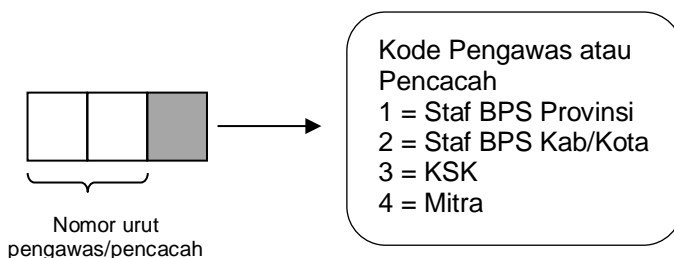 Kode Pengawas atau
Pencacah
1 = Staf BPS Provinsi
2 = Staf BPS Kab/Kota
3 = KSK
4 = Mitra
Nomor urut
pengawas/pencacah